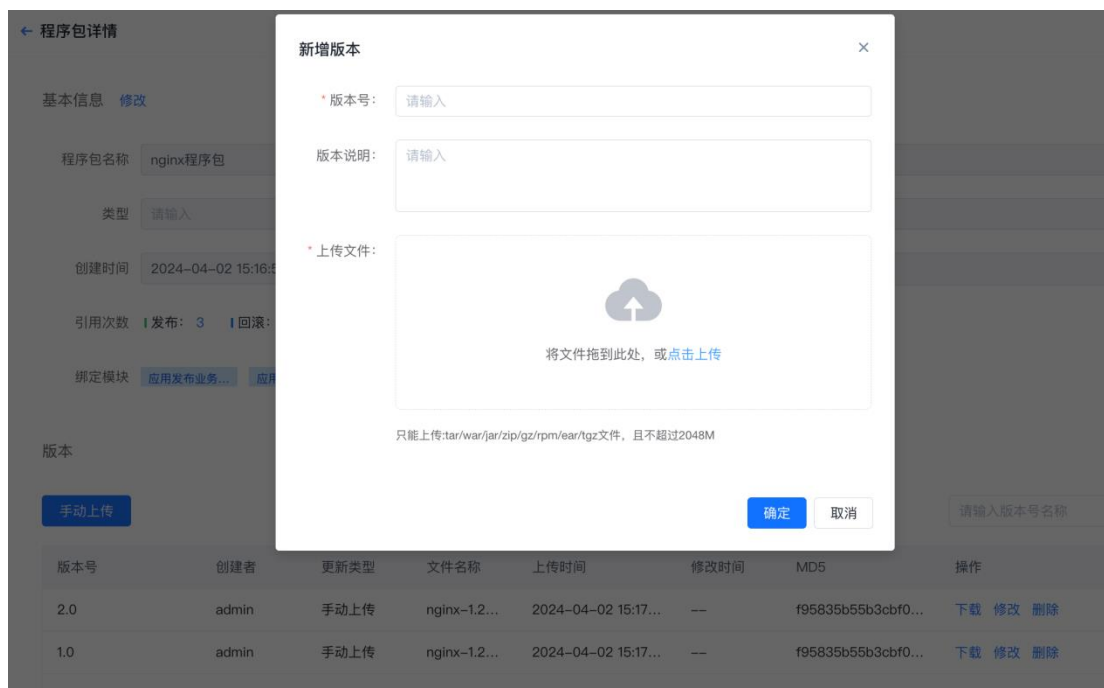 ← 程序包详情
基本信息 修改
程序包名称 nginx程序包
类型 请输入
创建时间 2024-04-02 15:16:5
引用次数 发布： 3 回滚：
绑定模块 应用发布业务... 应用
版本
手动上传
请输入版本号名称
新增版本 ×
* 版本号： 请输入
版本说明： 请输入
* 上传文件：
将文件拖到此处，或点击上传
只能上传:tar/war/jar/zip/gz/rpm/ear/tgz文件，且不超过2048M
确定 取消
版本号 创建者 更新类型 文件名称 上传时间 修改时间 MD5 操作
2.0 admin 手动上传 nginx-1.2... 2024-04-02 15:17... -- f95835b55b3cbf0... 下载 修改 删除
1.0 admin 手动上传 nginx-1.2... 2024-04-02 15:17... -- f95835b55b3cbf0... 下载 修改 删除